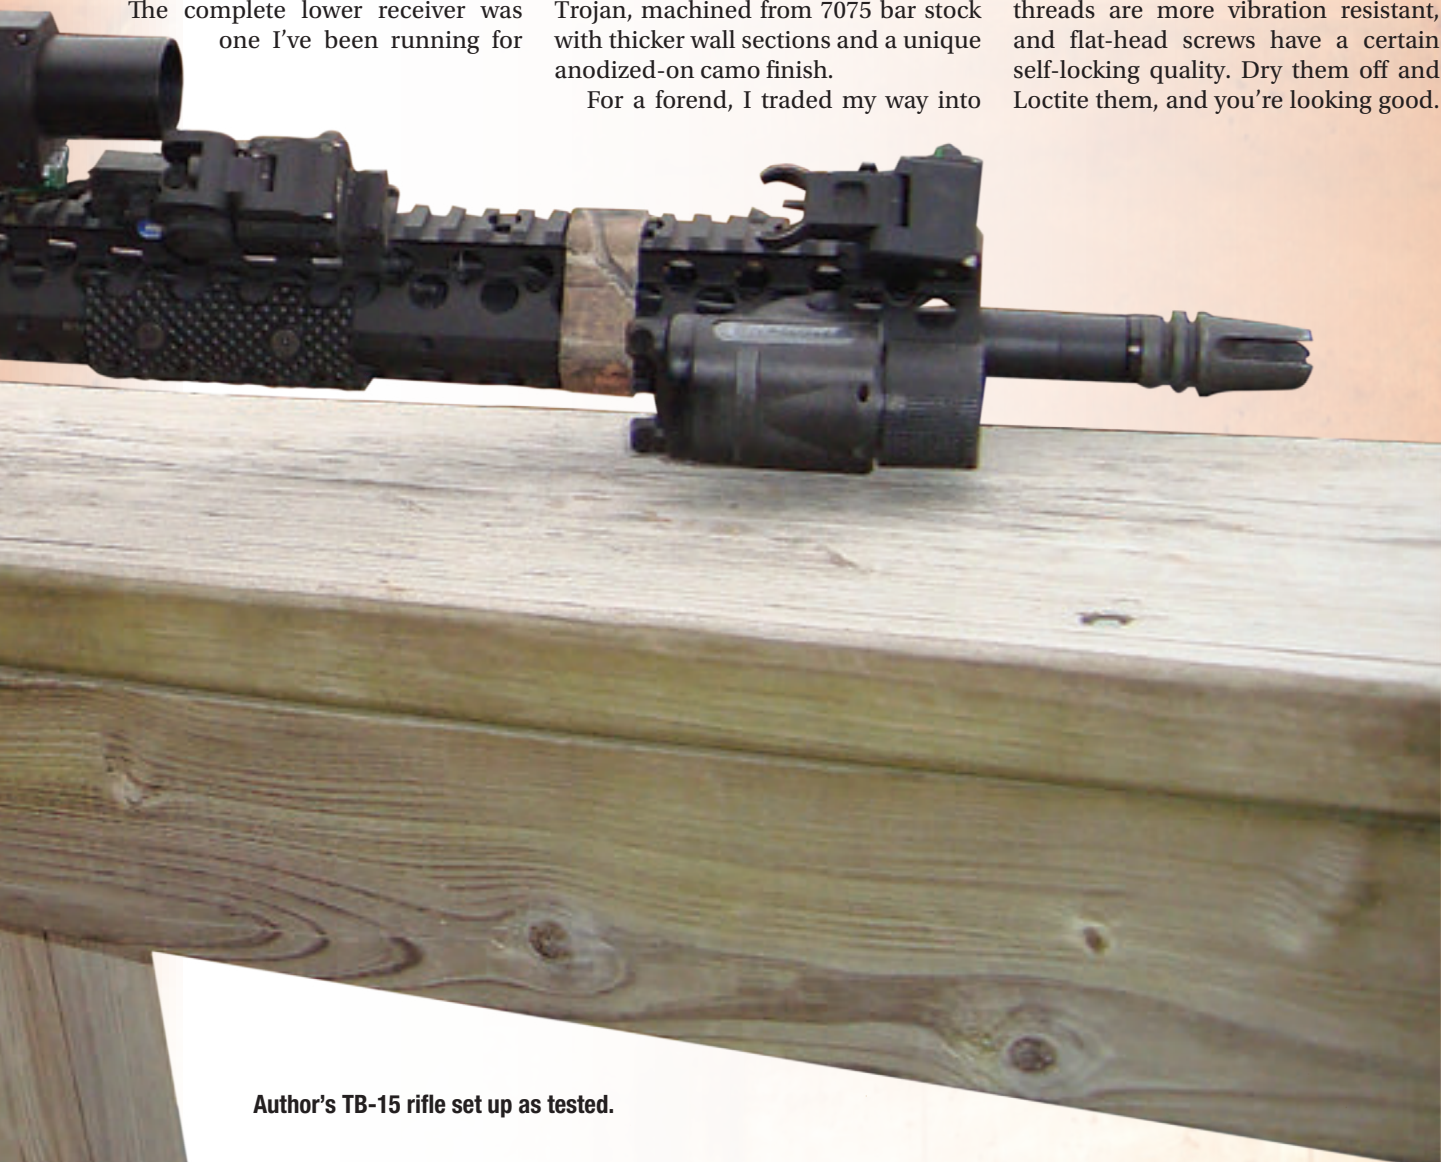 The complete lower receiver was
one I've been running for
Trojan, machined from 7075 bar stock
with thicker wall sections and a unique
anodized-on camo finish.
For a forend, I traded my way into
threads are more vibration resistant,
and flat-head screws have a certain
self-locking quality. Dry them off and
Loctite them, and you're looking good.
Author's TB-15 rifle set up as tested.